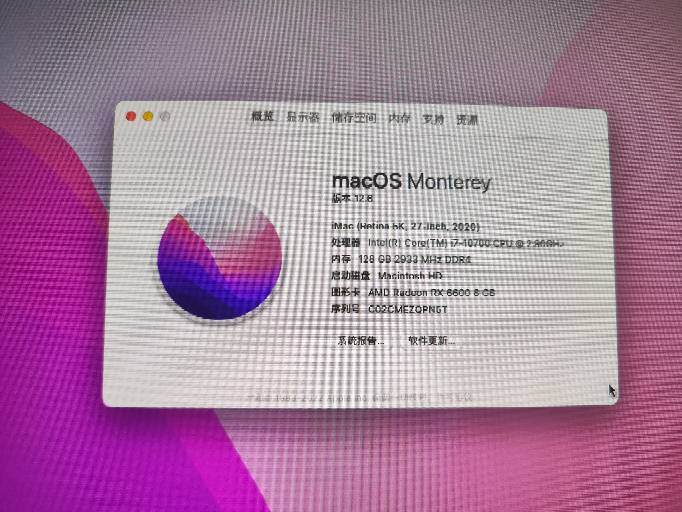 概览 显示器 储存空间 内存 支持 资源
macOS Monterey
版本 12.6
iMac (Retina 5K, 27-inch, 2020)
处理器 Intel(R) Core(TM) i7-10700 CPU @ 2.90GHz
内存 128 GB 2933 MHz DDR4
启动磁盘 Macintosh HD
图形卡 AMD Radeon RX 6600 8 GB
序列号
系统报告... 软件更新...